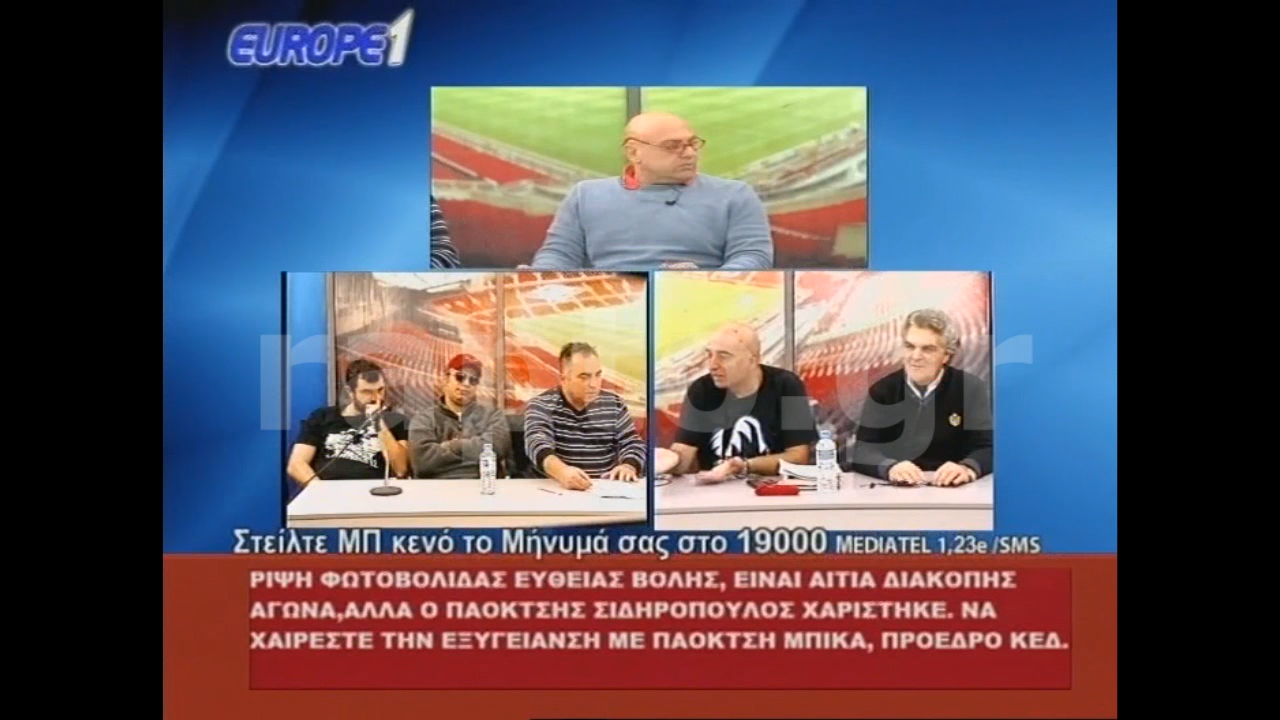 EUROPE1
Στείλτε ΜΠ κενό το Μήνυμά σας στο 19000 MEDIATEL 1,23e /SMS
ΡΙΨΗ ΦΩΤΟΒΟΛΙΔΑΣ ΕΥΘΕΙΑΣ ΒΟΛΗΣ, ΕΙΝΑΙ ΑΙΤΙΑ ΔΙΑΚΟΠΗΣ
ΑΓΩΝΑ,ΑΛΛΑ Ο ΠΑΟΚΤΣΗΣ ΣΙΔΗΡΟΠΟΥΛΟΣ ΧΑΡΙΣΤΗΚΕ. ΝΑ
ΧΑΙΡΕΣΤΕ ΤΗΝ ΕΞΥΓΕΙΑΝΣΗ ΜΕ ΠΑΟΚΤΣΗ ΜΠΙΚΑ, ΠΡΟΕΔΡΟ ΚΕΔ.